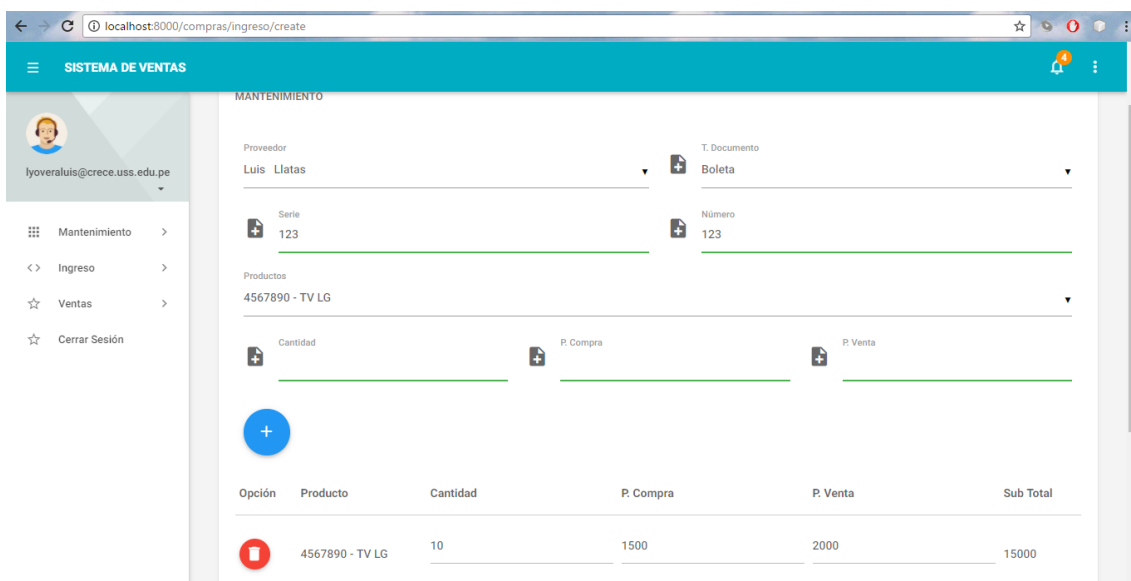 localhost:8000/compras/ingreso/create
SISTEMA DE VENTAS
4
MANTENIMIENTO
lyoveraluis@crece.uss.edu.pe
Mantenimiento
Ingreso
Ventas
Cerrar Sesión
Proveedor
Luis Llatas
T. Documento
Boleta
Serie
123
Número
123
Productos
4567890 - TV LG
Cantidad
P. Compra
P. Venta
+
Opción Producto Cantidad P. Compra P. Venta Sub Total
4567890 - TV LG 10 1500 2000 15000